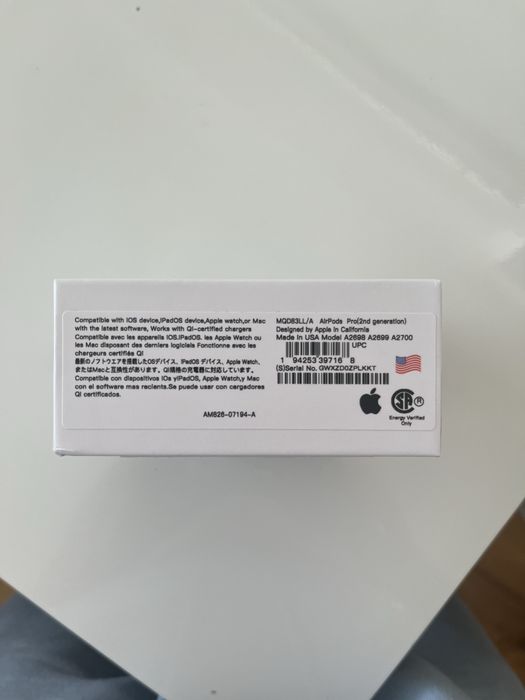 Compatible with IOS device,IPadOS device,Apple watch,or Mac
with the latest software, Works with QI-certified chargers
Compatible avec les appareils IOS.IPadOS. les Apple Watch ou
les Mac disposant des derniers logiciels Fonctionne avec les
chargeurs certifiés QI
最新のソフトウエアを搭載したOSデバイス、IPadOS デバイス、Apple Watch、
またはMacと互換性があります。QI規格の充電器に対応しています。
Compatible con dispositivos IOs yIPadOS, Apple Watch,y Mac
con el software mas recients.Se puede usar con cargadores
QI certificados.
AM826-07194-A
MQD83LL/A AirPods Pro(2nd generation)
Designed by Apple in California
Made in USA Model A2698 A2699 A2700
UPC
1 94253 39716 8
(S)Serial No. GWXZD0ZPLKKT
SA
Energy Verified
Only